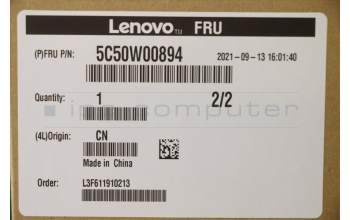 Lenovo™ FRU
(P)FRU P/N: 5C50W00894 2021-09-13 16:01:40
Quantity: 1 2/2
(4L)Origin: CN
Made in China
Order: L3F611910213